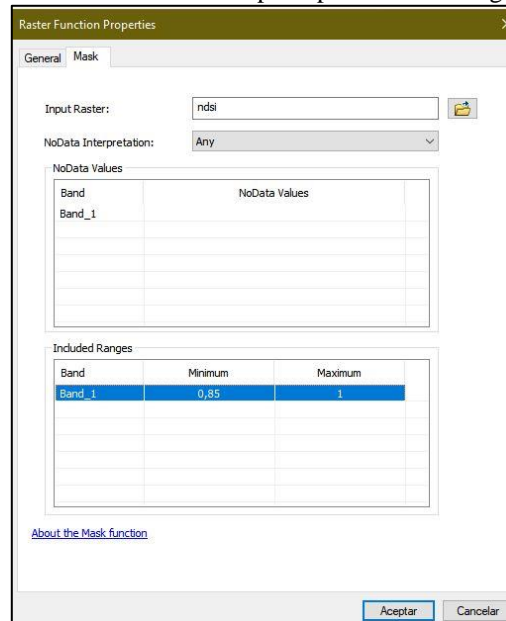 Raster Function Properties
General Mask
Input Raster: ndsi
NoData Interpretation: Any
NoData Values
Band NoData Values
Band_1
Included Ranges
Band Minimum Maximum
Band_1 0,85 1
About the Mask function
Aceptar Cancelar